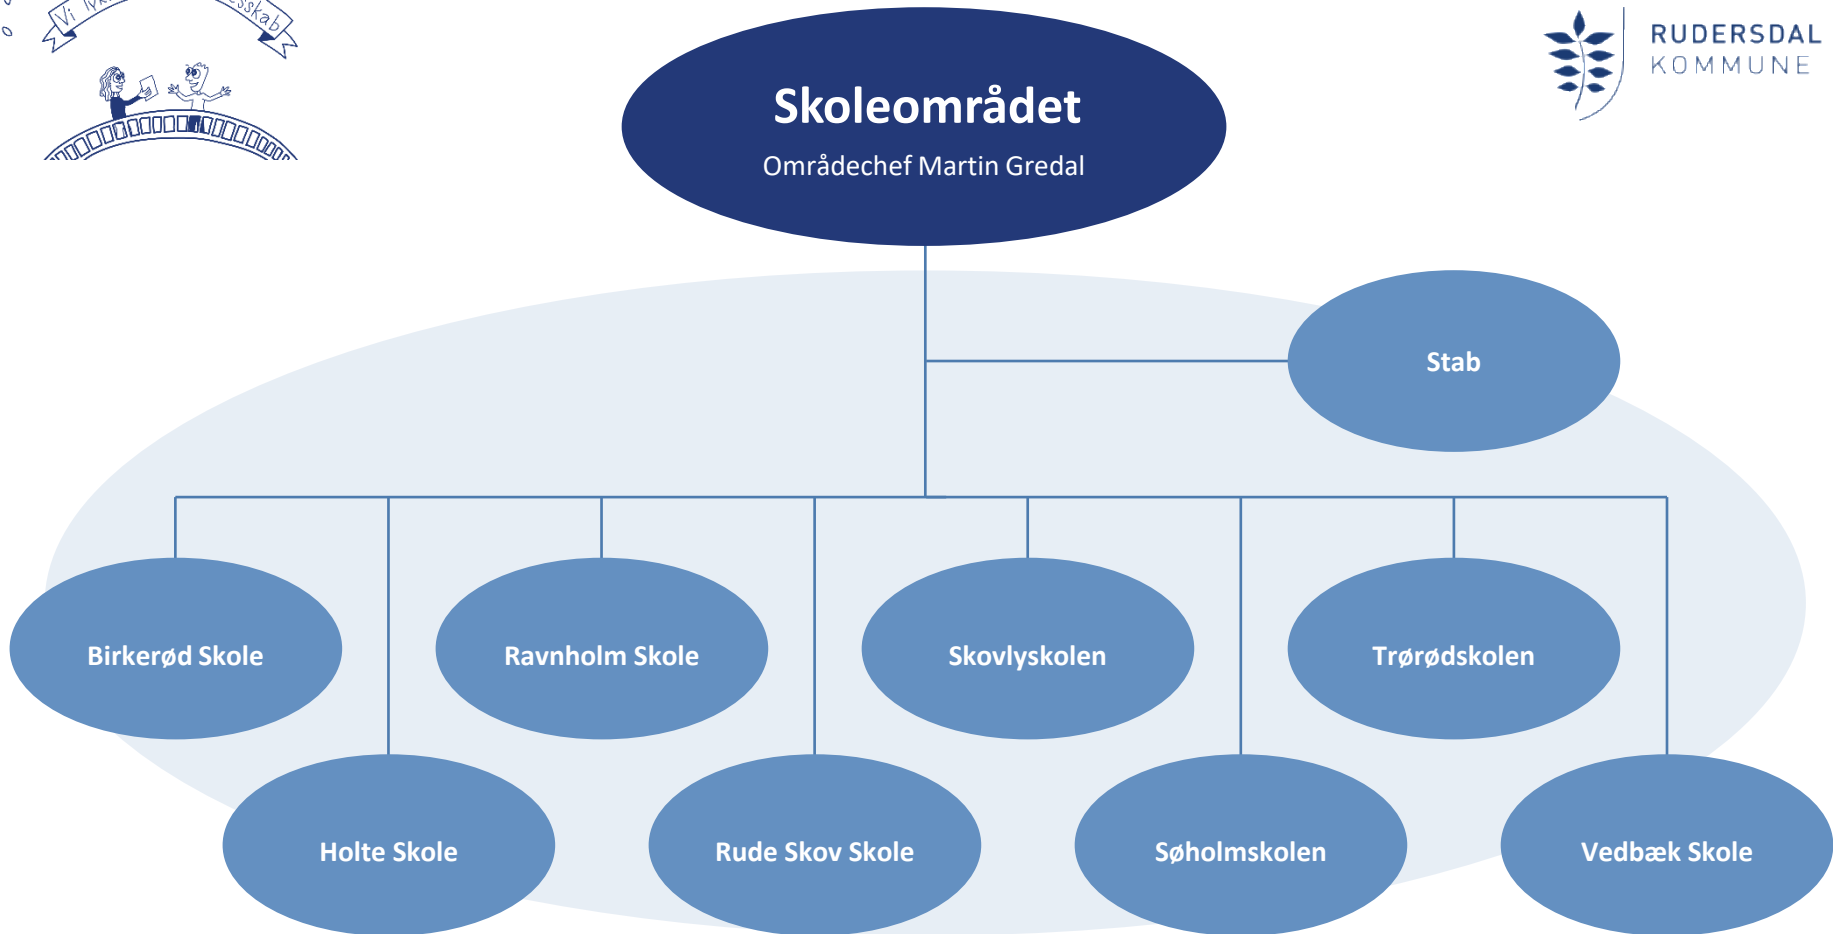 Vi
Skoleområdet
Områdechef Martin Gredal
RUDERSDAL
KOMMUNE
Stab
Birkerød Skole
Ravnholm Skole
Skovlyskolen
Trørødskolen
Holte Skole
Rude Skov Skole
Søholmskolen
Vedbæk Skole